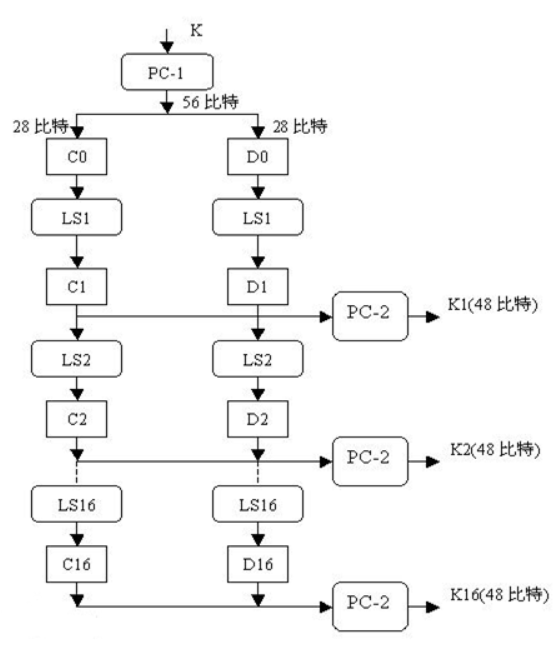 K
PC-1
56 比特
28 比特
28 比特
C0
D0
LS1
LS1
C1
D1
PC-2
K1(48 比特)
LS2
LS2
C2
D2
PC-2
K2(48 比特)
LS16
LS16
C16
D16
PC-2
K16(48 比特)